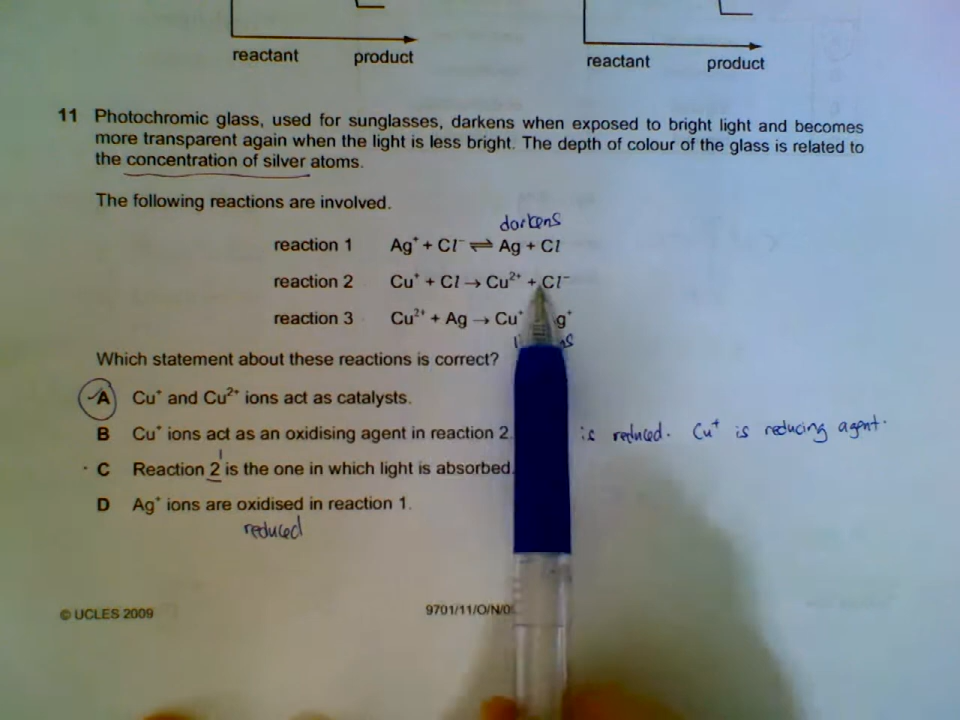 reactant product reactant product
11 Photochromic glass, used for sunglasses, darkens when exposed to bright light and becomes
more transparent again when the light is less bright. The depth of colour of the glass is related to
the concentration of silver atoms.
The following reactions are involved.
darkens
reaction 1 Ag⁺ + Cl⁻ ⇌ Ag + Cl
reaction 2 Cu⁺ + Cl → Cu²⁺ + Cl⁻
reaction 3 Cu²⁺ + Ag → Cu⁺ g⁺
Which statement about these reactions is correct?
A Cu⁺ and Cu²⁺ ions act as catalysts.
B Cu⁺ ions act as an oxidising agent in reaction 2. is reduced. Cu⁺ is reducing agent.
1
C Reaction 2 is the one in which light is absorbed.
D Ag⁺ ions are oxidised in reaction 1.
reduced
© UCLES 2009 9701/11/O/N/0